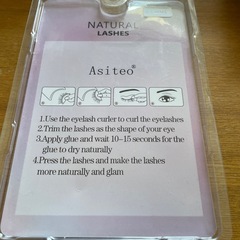 NATURAL
LASHES
Asiteo®
1.Use the eyelash curler to curl the eyelashes
2.Trim the lashes as the shape of your eye
3.Apply glue and wait 10-15 seconds for the
glue to dry naturally
4.Press the lashes and make the lashes
more naturally and glam